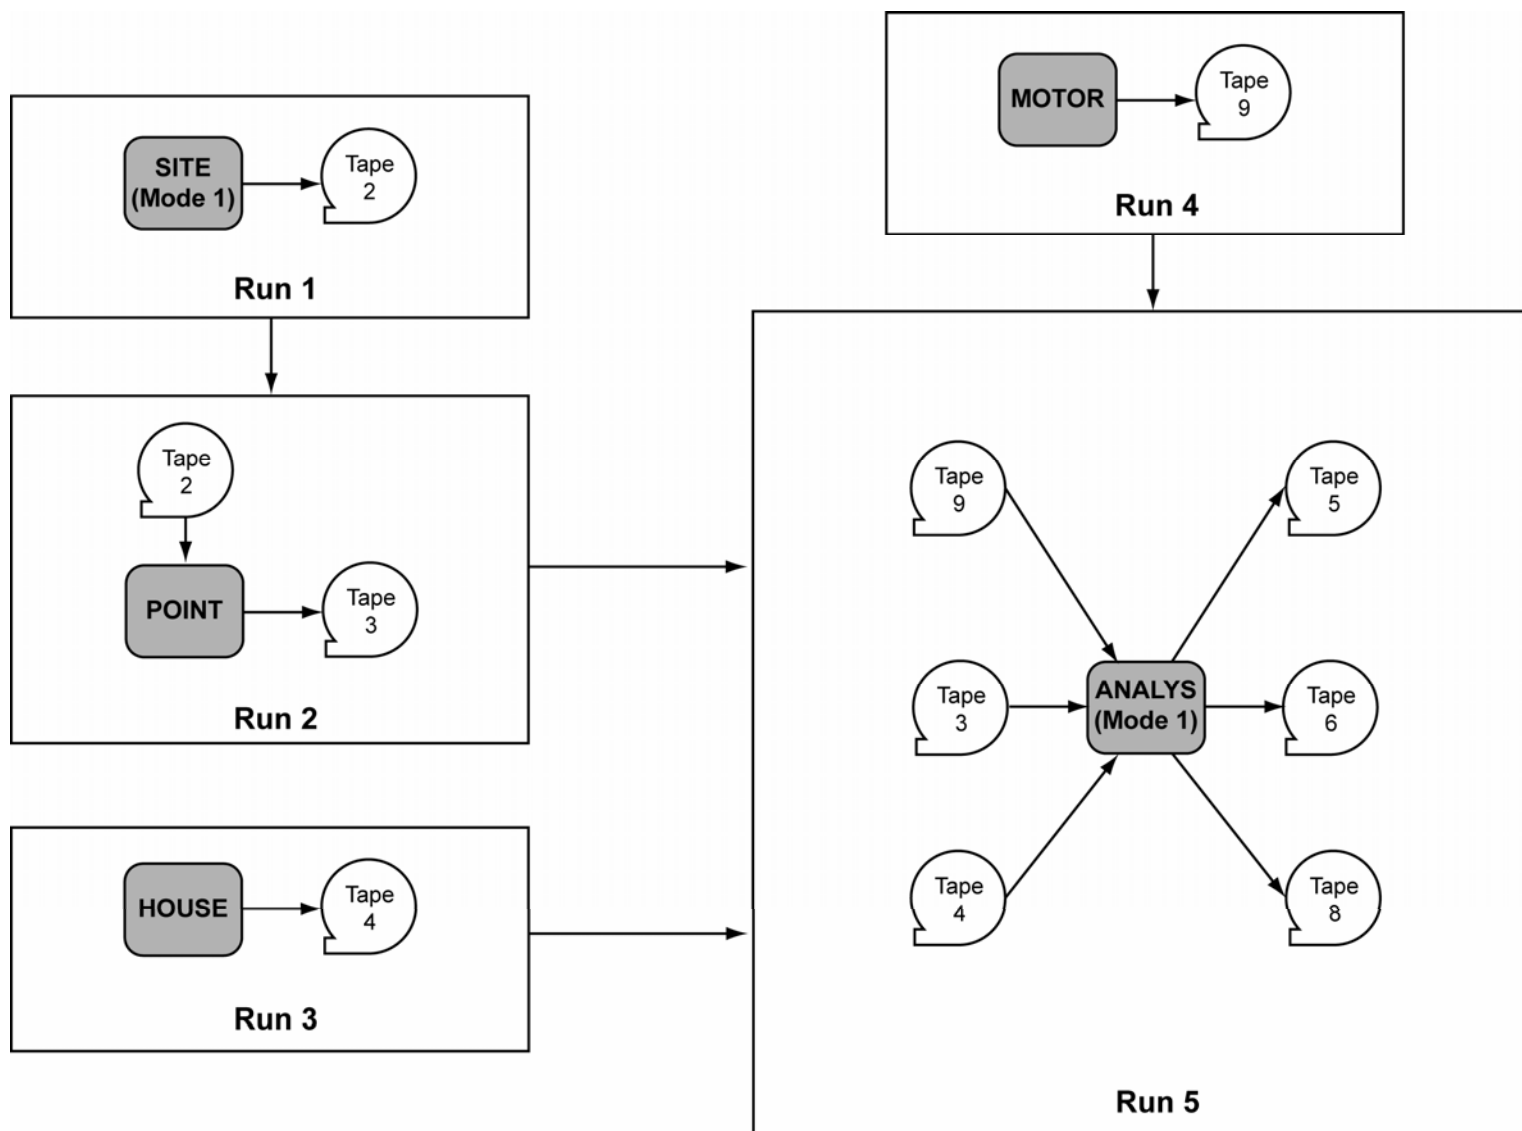 SITE
(Mode 1)
Tape
2
Run 1
MOTOR
Tape
9
Run 4
Tape
2
POINT
Tape
3
Run 2
HOUSE
Tape
4
Run 3
Tape
9
Tape
5
Tape
3
ANALYS
(Mode 1)
Tape
6
Tape
4
Tape
8
Run 5